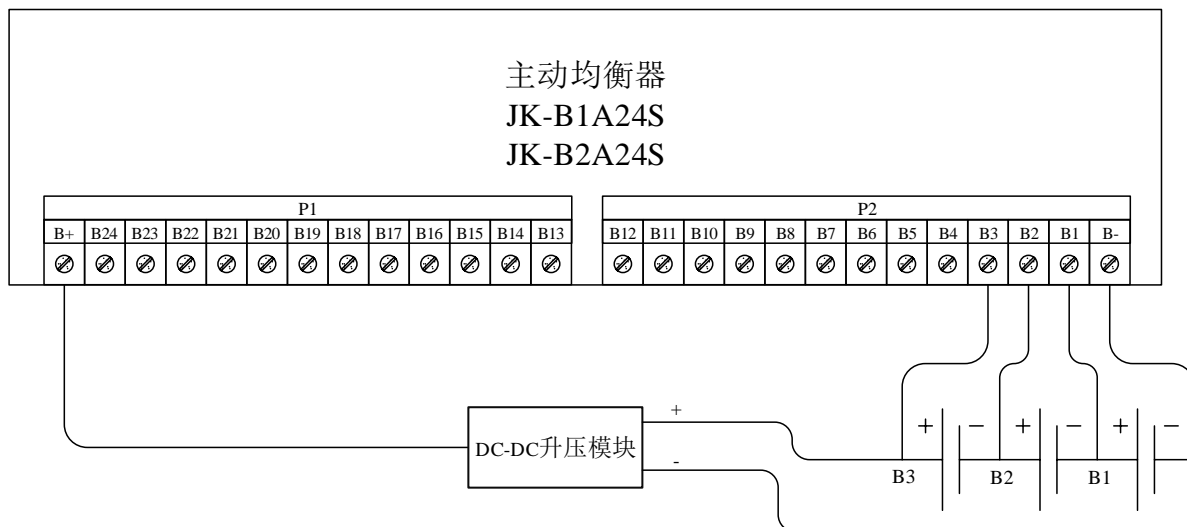 主动均衡器
JK-B1A24S
JK-B2A24S
P1
P2
B+ B24 B23 B22 B21 B20 B19 B18 B17 B16 B15 B14 B13
B12 B11 B10 B9 B8 B7 B6 B5 B4 B3 B2 B1 B-
DC-DC升压模块
+
-
+ - + - + -
B3 B2 B1